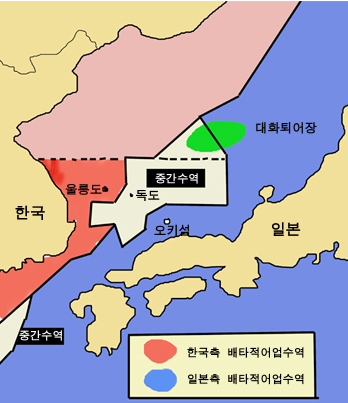 대화퇴어장
중간수역
울릉도
독도
한국
오키섬
일본
중간수역
한국측 배타적어업수역
일본측 배타적어업수역